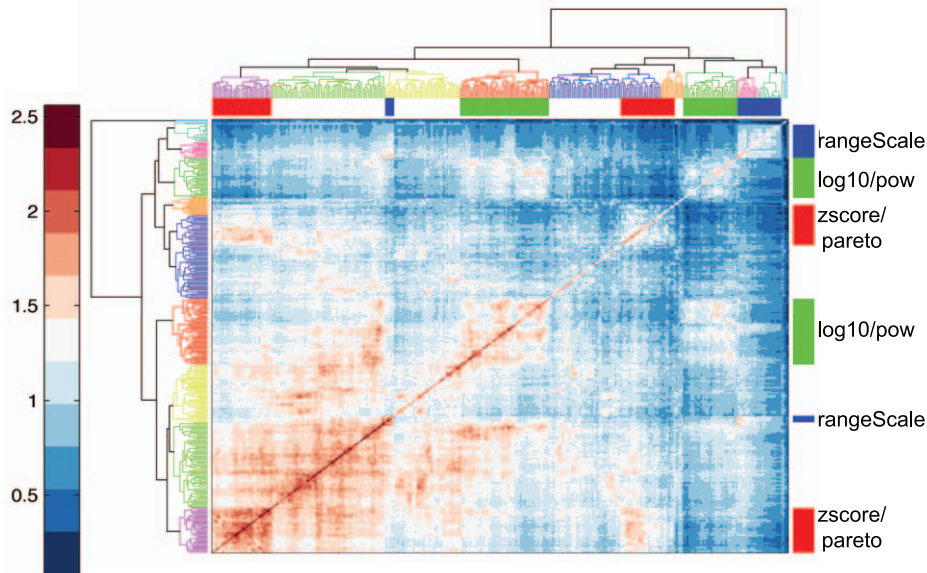 2.5
2
1.5
1
0.5
rangeScale
log10/pow
zscore/
pareto
log10/pow
rangeScale
zscore/
pareto